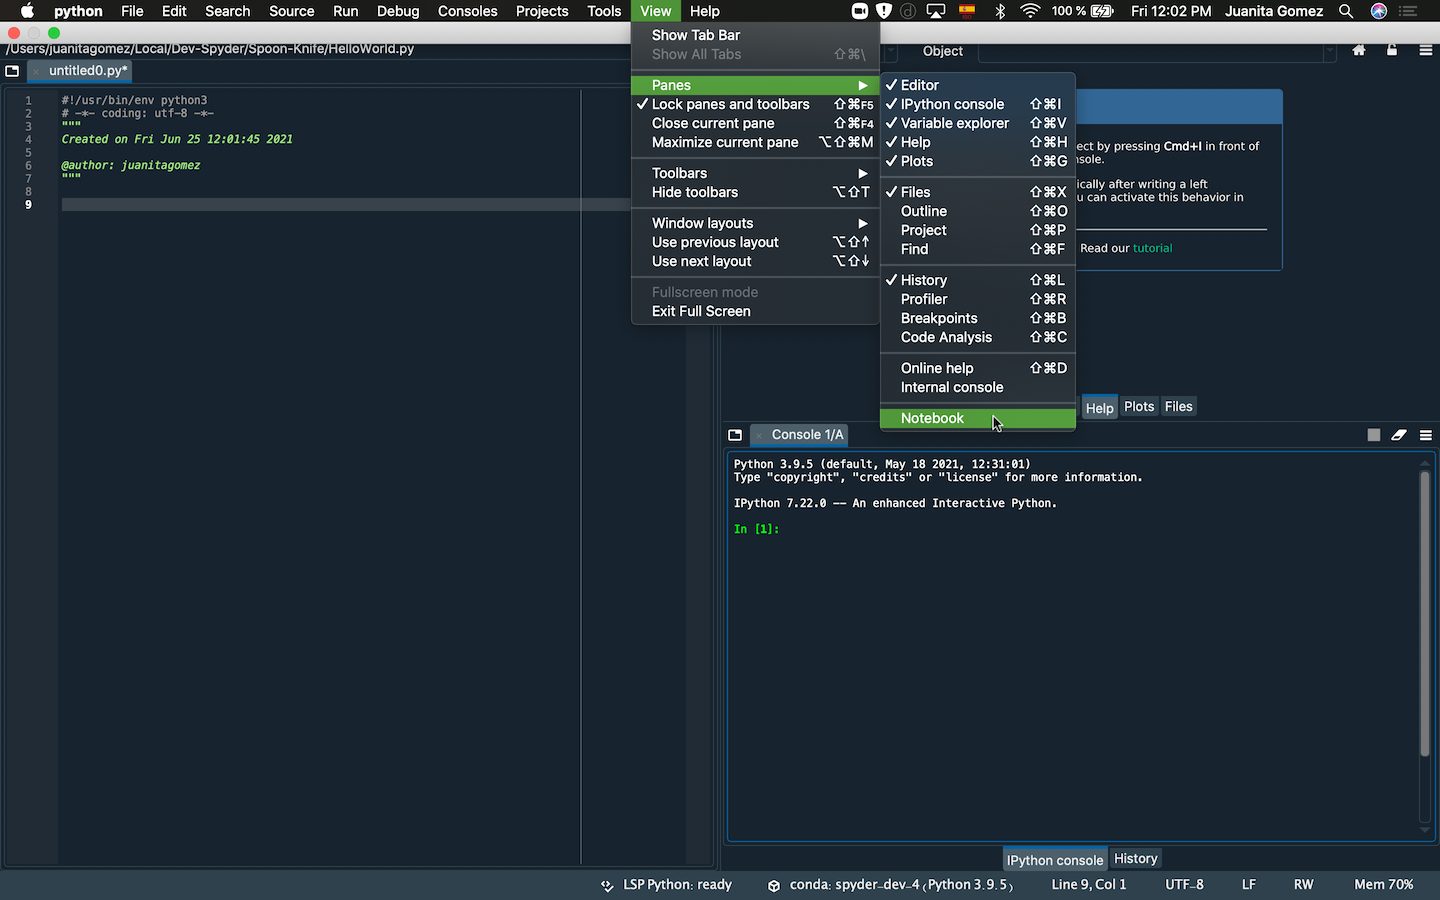 python File Edit Search Source Run Debug Consoles Projects Tools View Help 100 % Fri 12:02 PM Juanita Gomez
/Users/juanitagomez/Local/Dev-Spyder/Spoon-Knife/HelloWorld.py
Object
untitled0.py*
1 #!/usr/bin/env python3
2 # -*- coding: utf-8 -*-
3 """
4 Created on Fri Jun 25 12:01:45 2021
5
6 @author: juanitagomez
7 """
8
9
Show Tab Bar
Show All Tabs ⇧⌘\
Panes
✓ Lock panes and toolbars ⇧⌘F5
Close current pane ⇧⌘F4
Maximize current pane ⌥⇧⌘M
Toolbars
Hide toolbars ⌥⇧T
Window layouts
Use previous layout ⌥⇧↑
Use next layout ⌥⇧↓
Fullscreen mode
Exit Full Screen
✓ Editor
✓ IPython console ⇧⌘I
✓ Variable explorer ⇧⌘V
✓ Help ⇧⌘H
✓ Plots ⇧⌘G
✓ Files ⇧⌘X
Outline ⇧⌘O
Project ⇧⌘P
Find ⇧⌘F
✓ History ⇧⌘L
Profiler ⇧⌘R
Breakpoints ⇧⌘B
Code Analysis ⇧⌘C
Online help ⇧⌘D
Internal console
Notebook
ect by pressing Cmd+I in front of
sole.
ically after writing a left
u can activate this behavior in
Read our tutorial
Help Plots Files
Console 1/A
Python 3.9.5 (default, May 18 2021, 12:31:01)
Type "copyright", "credits" or "license" for more information.
IPython 7.22.0 -- An enhanced Interactive Python.
In [1]:
IPython console History
LSP Python: ready conda: spyder-dev-4 (Python 3.9.5) Line 9, Col 1 UTF-8 LF RW Mem 70%